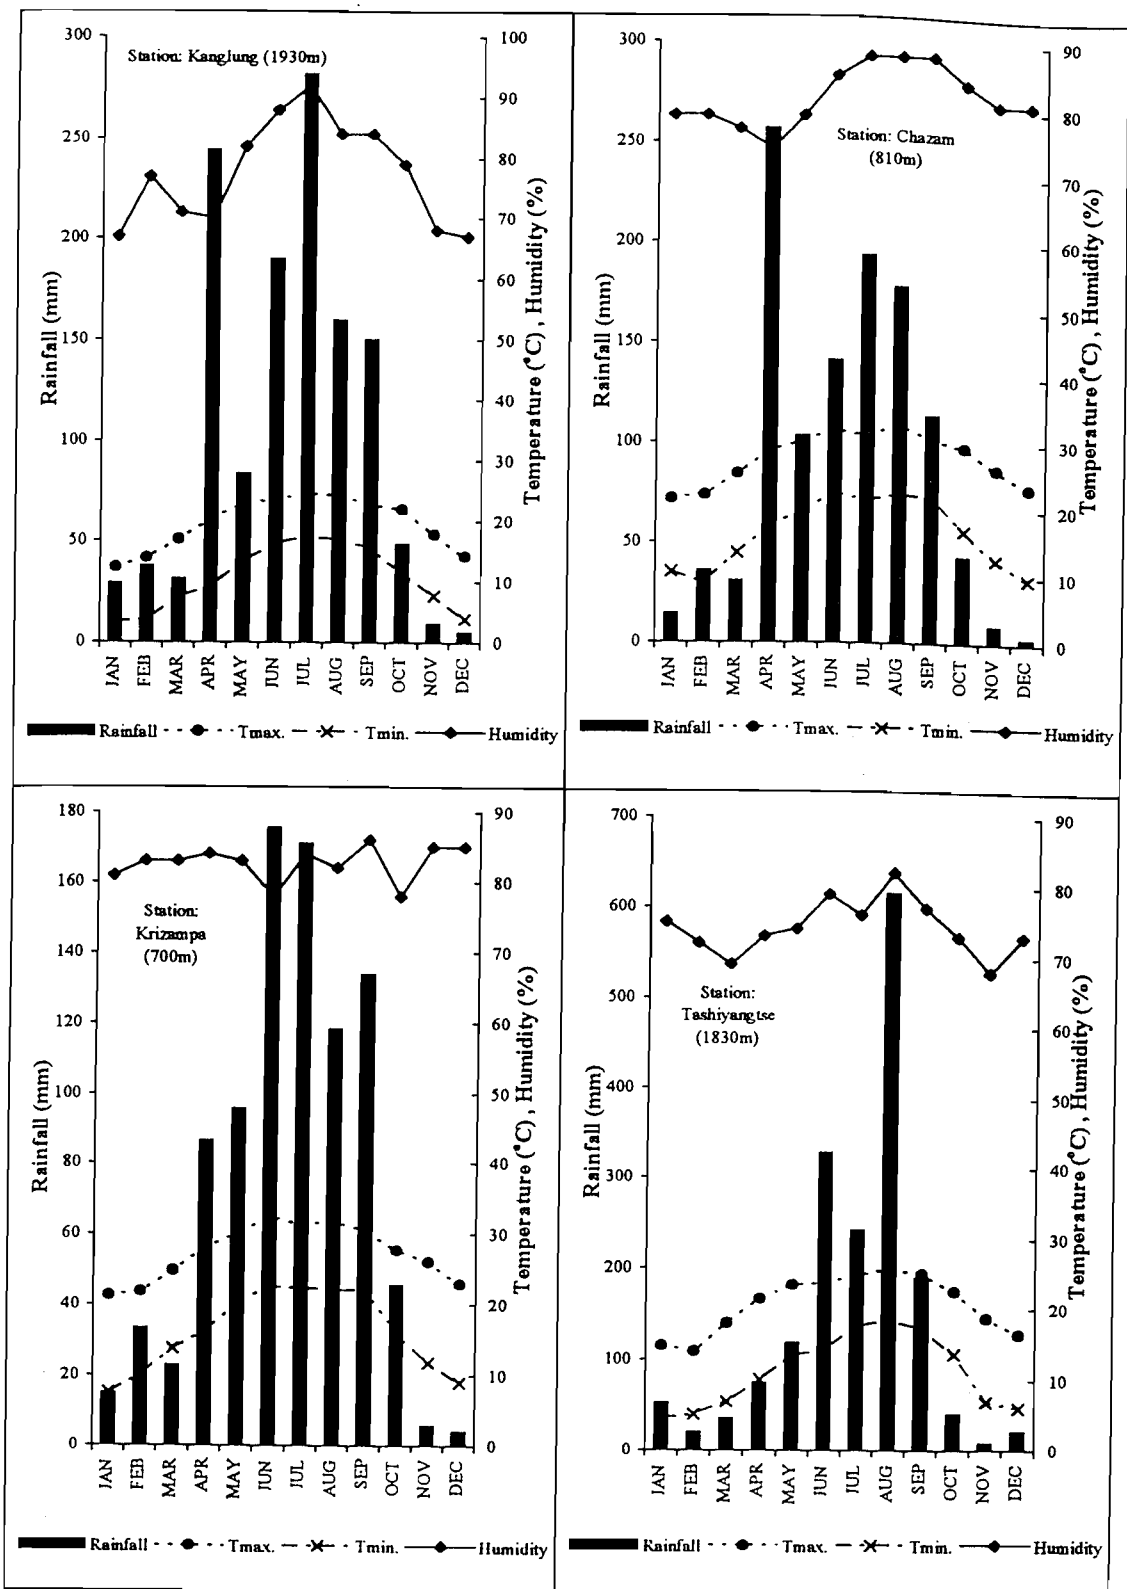 Station: Kanglung (1930m)
300
250
200
150
100
50
0
Rainfall (mm)
100
90
80
70
60
50
40
30
20
10
0
Temperature (°C) , Humidity (%)
JAN FEB MAR APR MAY JUN JUL AUG SEP OCT NOV DEC
Rainfall Tmax. Tmin. Humidity
Station: Chazam
(810m)
300
250
200
150
100
50
0
Rainfall (mm)
90
80
70
60
50
40
30
20
10
0
Temperature (°C) , Humidity (%)
JAN FEB MAR APR MAY JUN JUL AUG SEP OCT NOV DEC
Rainfall Tmax. Tmin. Humidity
Station:
Krizampa
(700m)
180
160
140
120
100
80
60
40
20
0
Rainfall (mm)
90
80
70
60
50
40
30
20
10
0
Temperature (°C) , Humidity (%)
JAN FEB MAR APR MAY JUN JUL AUG SEP OCT NOV DEC
Rainfall Tmax. Tmin. Humidity
Station:
Tashiyangtse
(1830m)
700
600
500
400
300
200
100
0
Rainfall (mm)
90
80
70
60
50
40
30
20
10
0
Temperature (°C) , Humidity (%)
JAN FEB MAR APR MAY JUN JUL AUG SEP OCT NOV DEC
Rainfall Tmax. Tmin. Humidity